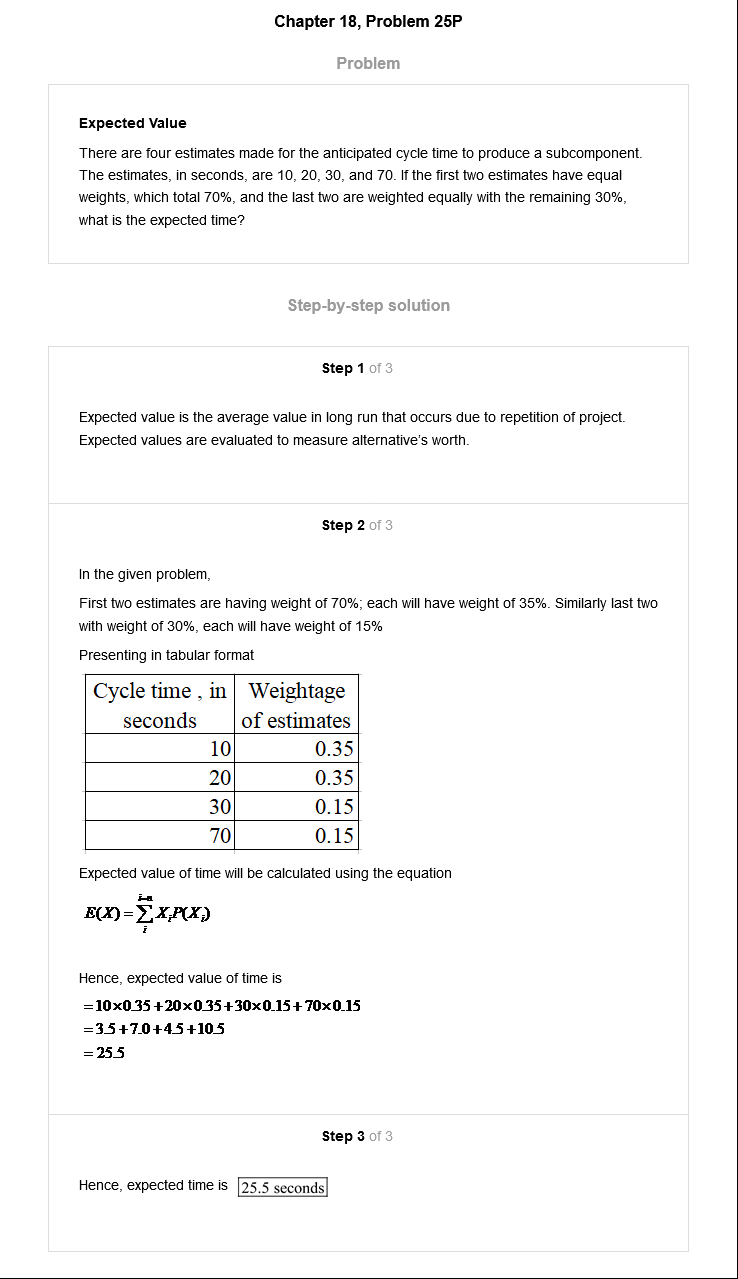 Chapter 18, Problem 25P
Problem
Expected Value
There are four estimates made for the anticipated cycle time to produce a subcomponent.
The estimates, in seconds, are 10, 20, 30, and 70. If the first two estimates have equal
weights, which total 70%, and the last two are weighted equally with the remaining 30%,
what is the expected time?
Step-by-step solution
Step 1 of 3
Expected value is the average value in long run that occurs due to repetition of project.
Expected values are evaluated to measure alternative's worth.
Step 2 of 3
In the given problem,
First two estimates are having weight of 70%; each will have weight of 35%. Similarly last two
with weight of 30%, each will have weight of 15%
Presenting in tabular format
Cycle time , in Weightage
seconds of estimates
10 0.35
20 0.35
30 0.15
70 0.15
Expected value of time will be calculated using the equation
i=n
E(X)=∑XᵢP(Xᵢ)
i
Hence, expected value of time is
=10×0.35+20×0.35+30×0.15+70×0.15
=3.5+7.0+4.5+10.5
=25.5
Step 3 of 3
Hence, expected time is 25.5 seconds